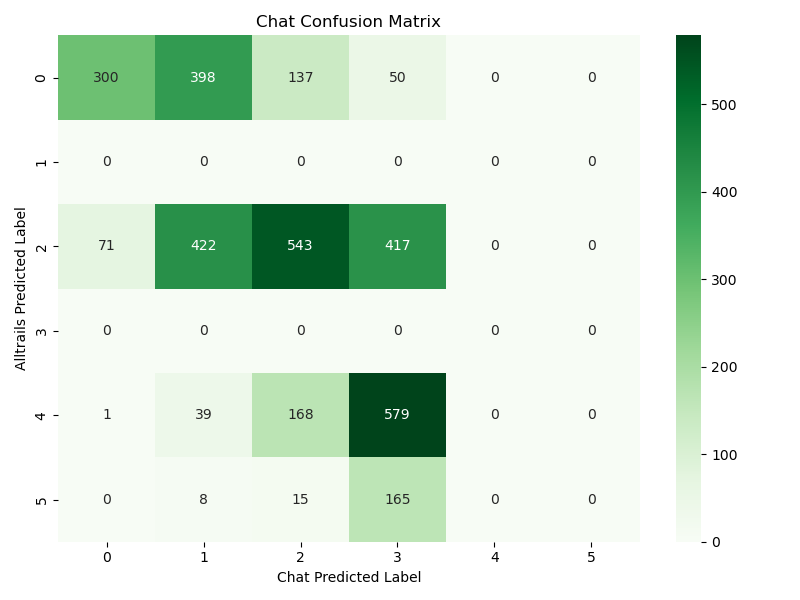 Chat Confusion Matrix
0 300 398 137 50 0 0
1 0 0 0 0 0 0
2 71 422 543 417 0 0
3 0 0 0 0 0 0
4 1 39 168 579 0 0
5 0 8 15 165 0 0
0 1 2 3 4 5
Chat Predicted Label
Alltrails Predicted Label
500
400
300
200
100
0